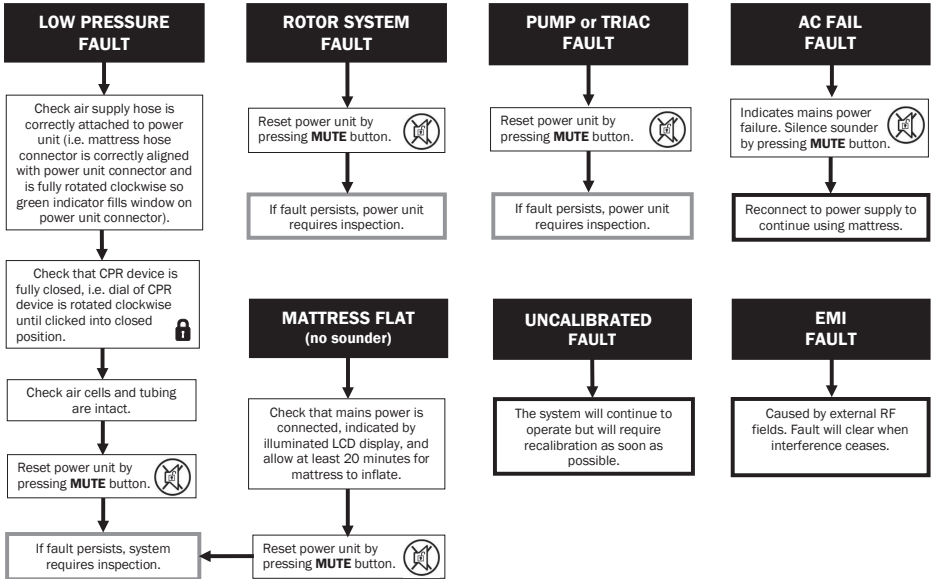 LOW PRESSURE
FAULT
Check air supply hose is
correctly attached to power
unit (i.e. mattress hose
connector is correctly aligned
with power unit connector and
is fully rotated clockwise so
green indicator fills window on
power unit connector).
Check that CPR device is
fully closed, i.e. dial of CPR
device is rotated clockwise
until clicked into closed
position.
Check air cells and tubing
are intact.
Reset power unit by
pressing MUTE button.
If fault persists, system
requires inspection.
ROTOR SYSTEM
FAULT
Reset power unit by
pressing MUTE button.
If fault persists, power unit
requires inspection.
MATTRESS FLAT
(no sounder)
Check that mains power is
connected, indicated by
illuminated LCD display, and
allow at least 20 minutes for
mattress to inflate.
Reset power unit by
pressing MUTE button.
PUMP or TRIAC
FAULT
Reset power unit by
pressing MUTE button.
If fault persists, power unit
requires inspection.
UNCALIBRATED
FAULT
The system will continue to
operate but will require
recalibration as soon as
possible.
AC FAIL
FAULT
Indicates mains power
failure. Silence sounder
by pressing MUTE button.
Reconnect to power supply to
continue using mattress.
EMI
FAULT
Caused by external RF
fields. Fault will clear when
interference ceases.